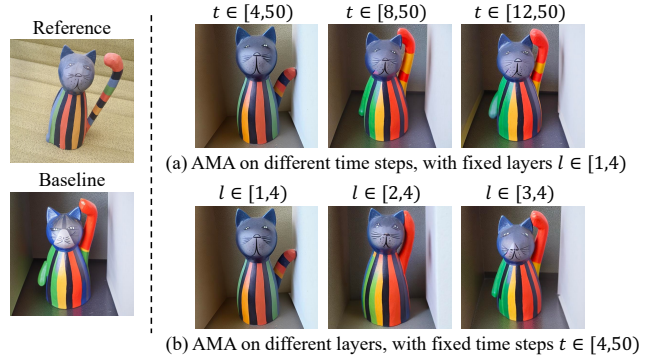 Reference
Baseline
t ∈ [4,50) t ∈ [8,50) t ∈ [12,50)
(a) AMA on different time steps, with fixed layers l ∈ [1,4)
l ∈ [1,4) l ∈ [2,4) l ∈ [3,4)
(b) AMA on different layers, with fixed time steps t ∈ [4,50)